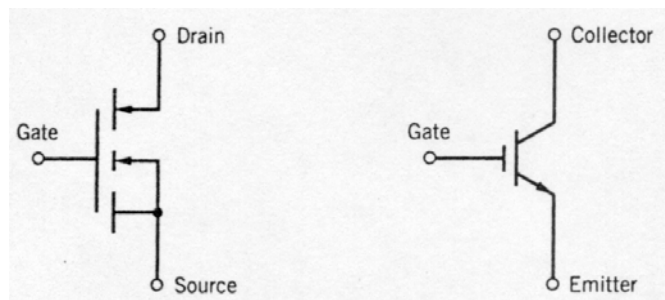 Drain
Collector
Gate
Gate
Source
Emitter